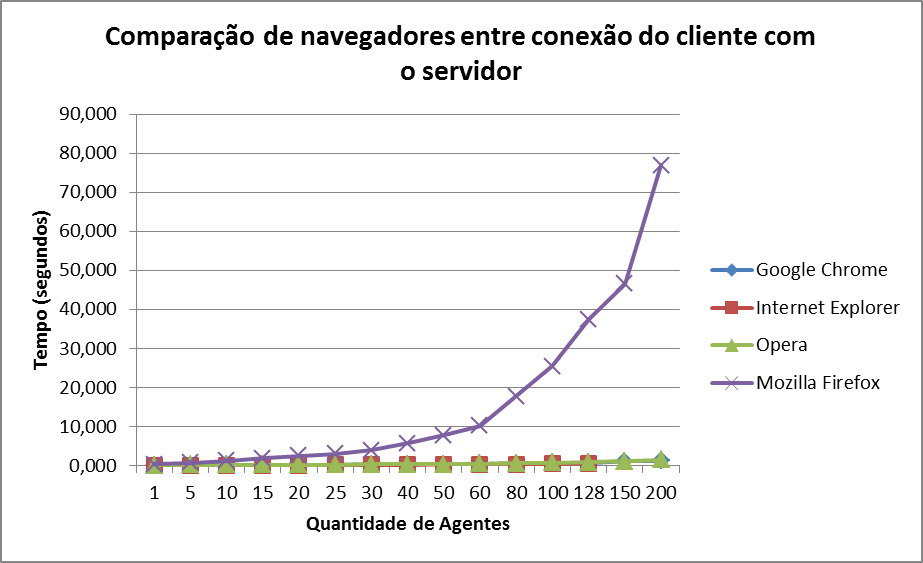 Comparação de navegadores entre conexão do cliente com
o servidor
90,000
80,000
70,000
60,000
50,000
40,000
30,000
20,000
10,000
0,000
Tempo (segundos)
1 5 10 15 20 25 30 40 50 60 80 100 128 150 200
Quantidade de Agentes
Google Chrome
Internet Explorer
Opera
Mozilla Firefox